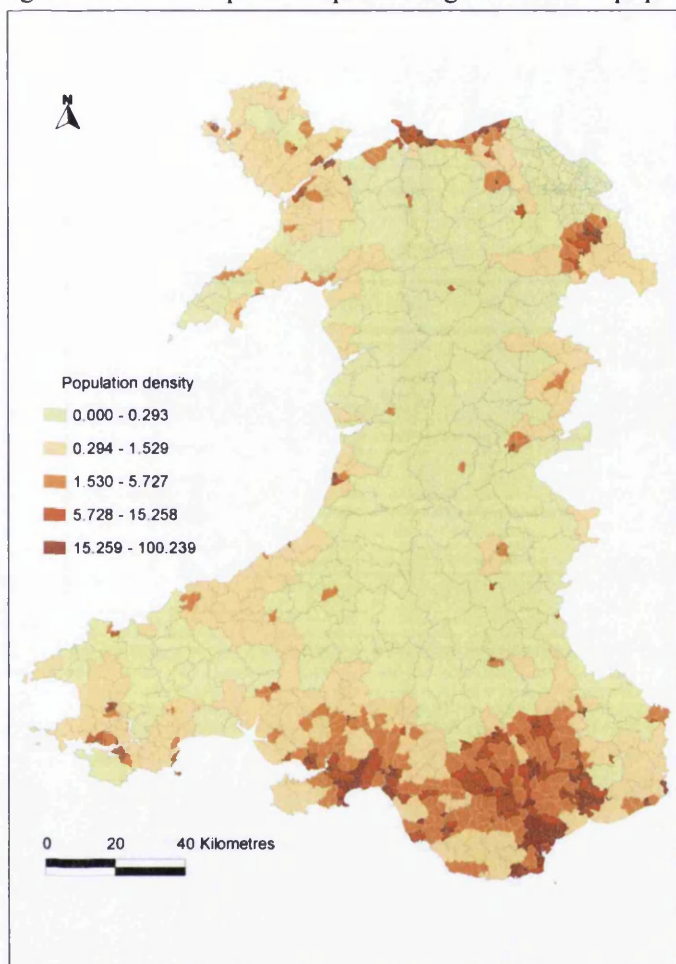 N
Population density
0.000 - 0.293
0.294 - 1.529
1.530 - 5.727
5.728 - 15.258
15.259 - 100.239
0 20 40 Kilometres